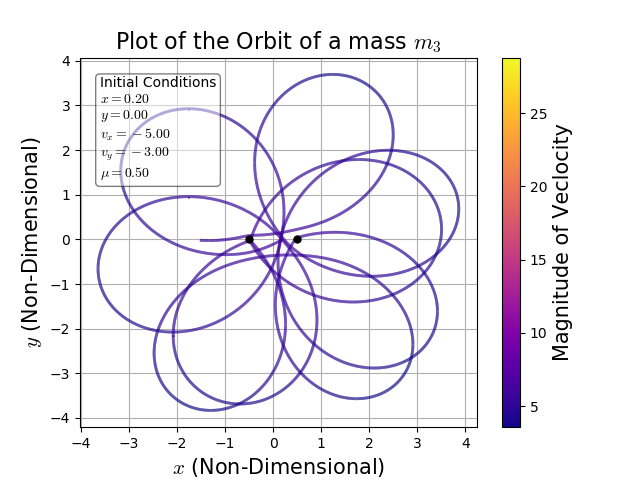 Plot of the Orbit of a mass m₃
Initial Conditions
x = 0.20
y = 0.00
vₓ = −5.00
v_y = −3.00
μ = 0.50
y (Non-Dimensional)
4
3
2
1
0
−1
−2
−3
−4
−4 −3 −2 −1 0 1 2 3 4
x (Non-Dimensional)
25
20
15
10
5
Magnitude of Veclocity